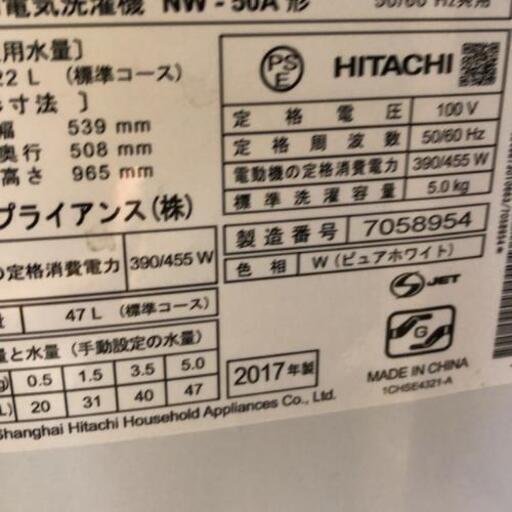 電気洗濯機 NW-50A 形
50/60 Hz共用
用水量〕
22 L （標準コース）
寸法〕
幅 539 mm
奥行 508 mm
高さ 965 mm
プライアンス(株)
の定格消費電力 390/455 W
47 L （標準コース）
量と水量（手動設定の水量）
0.5 1.5 3.5 5.0
20 31 40 47
Shanghai Hitachi Household Appliances Co., Ltd.
PSE HITACHI
定格電圧 100 V
定格周波数 50/60 Hz
電動機の定格消費電力 390/455 W
標準洗濯容量 5.0 kg
製造番号 7058954
色相 W（ピュアホワイト）
S JET
G
2017年製
MADE IN CHINA
1CHSE4321-A